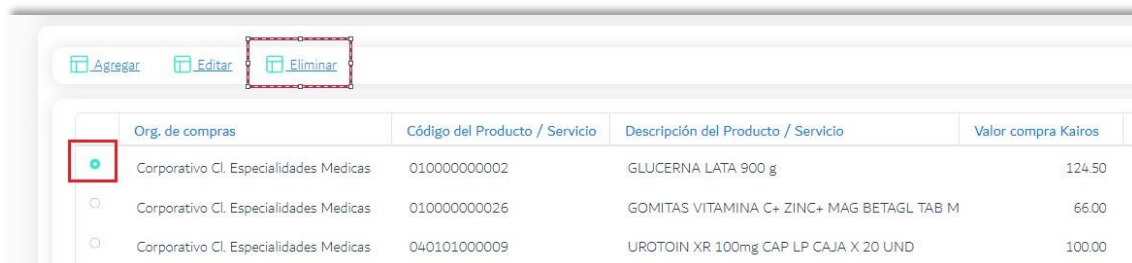 Agregar Editar Eliminar
Org. de compras Código del Producto / Servicio Descripción del Producto / Servicio Valor compra Kairos
Corporativo Cl. Especialidades Medicas 010000000002 GLUCERNA LATA 900 g 124.50
Corporativo Cl. Especialidades Medicas 010000000026 GOMITAS VITAMINA C+ ZINC+ MAG BETAGL TAB M 66.00
Corporativo Cl. Especialidades Medicas 040101000009 UROTOIN XR 100mg CAP LP CAJA X 20 UND 100.00